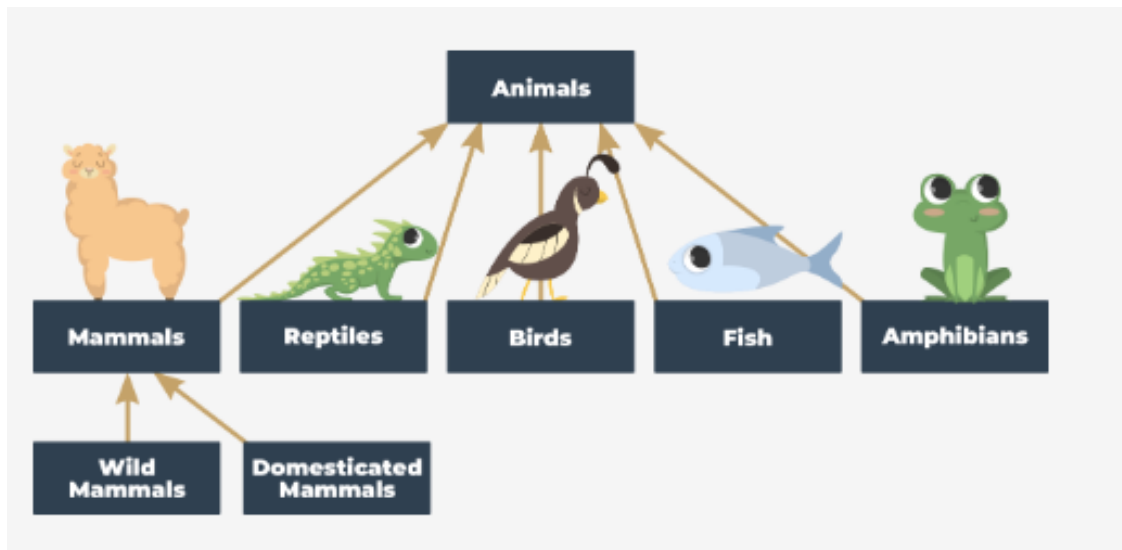 Animals
Mammals
Reptiles
Birds
Fish
Amphibians
Wild
Mammals
Domesticated
Mammals